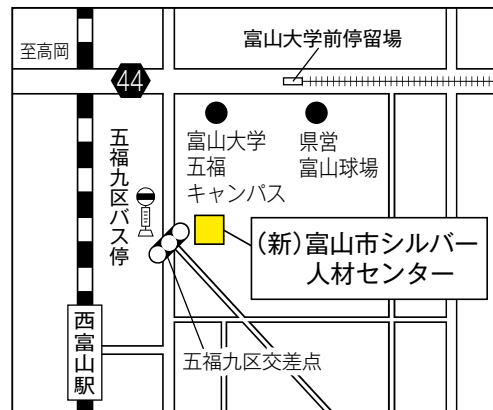 至高岡
富山大学前停留場
44
富山大学
五福
キャンパス
県営
富山球場
五福九区バス停
(新)富山市シルバー
人材センター
西富山駅
五福九区交差点